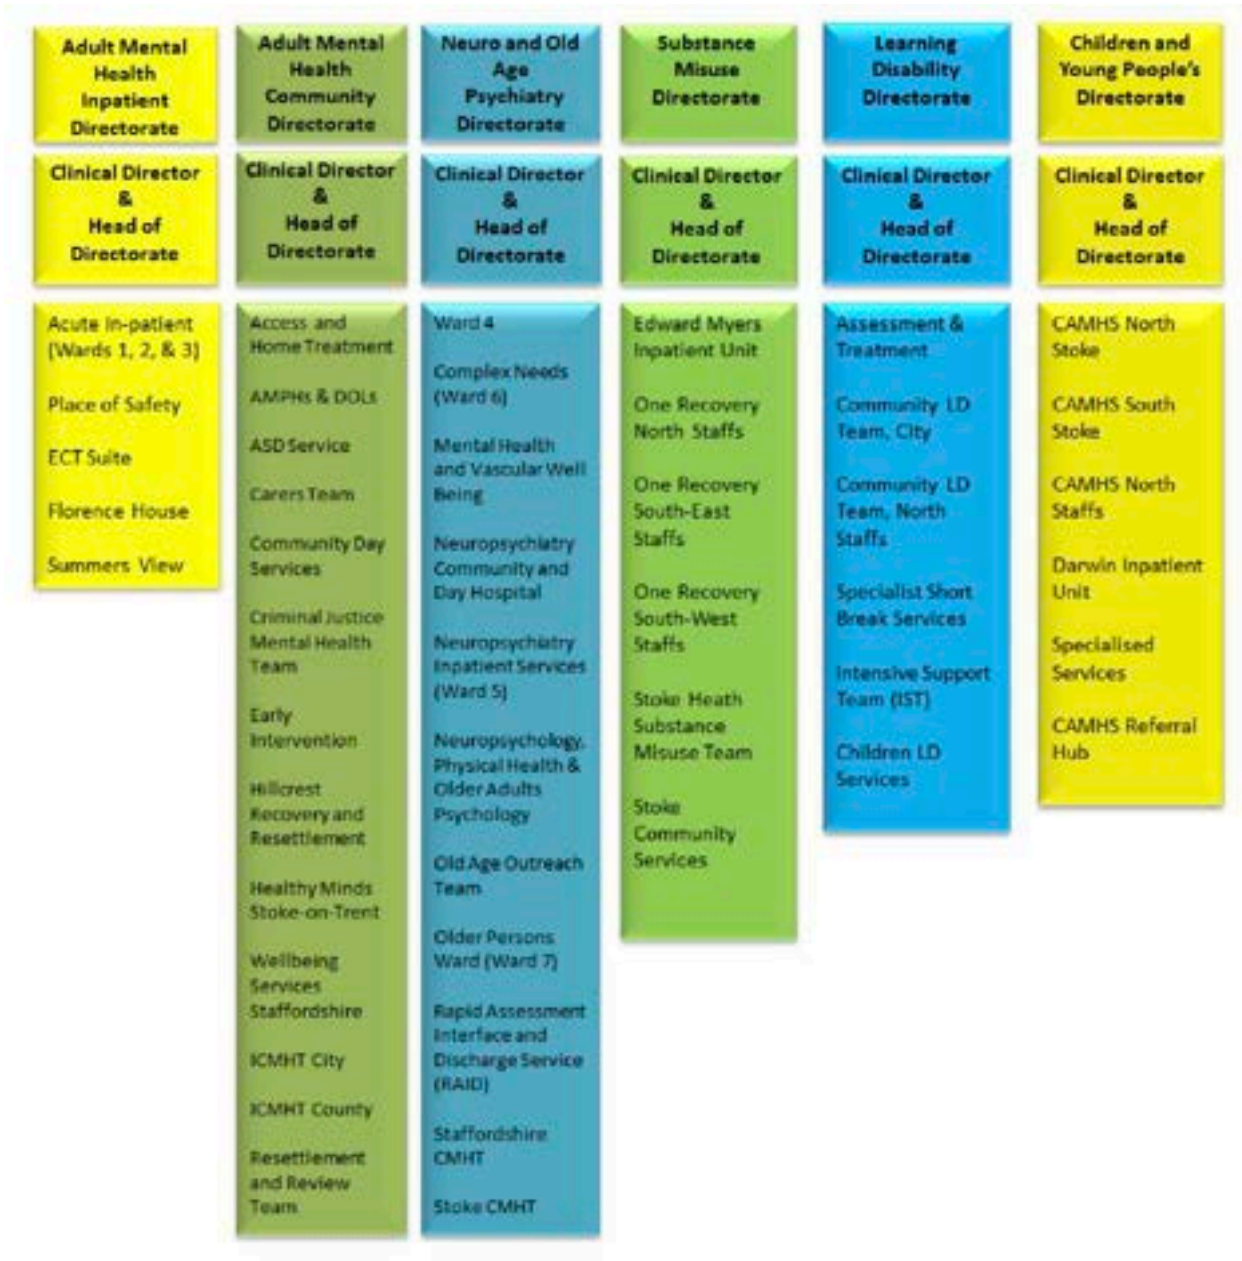 Adult Mental
Health
Inpatient
Directorate
Clinical Director
&
Head of
Directorate
Acute In-patient
(Wards 1, 2, & 3)
Place of Safety
ECT Suite
Florence House
Summers View
Adult Mental
Health
Community
Directorate
Clinical Director
&
Head of
Directorate
Access and
Home Treatment
AMPHs & DOLs
ASD Service
Carers Team
Community Day
Services
Criminal Justice
Mental Health
Team
Early
Intervention
Hillcrest
Recovery and
Resettlement
Healthy Minds
Stoke-on-Trent
Wellbeing
Services
Staffordshire
ICMHT City
ICMHT County
Resettlement
and Review
Team
Neuro and Old
Age
Psychiatry
Directorate
Clinical Director
&
Head of
Directorate
Ward 4
Complex Needs
(Ward 6)
Mental Health
and Vascular Well
Being
Neuropsychiatry
Community and
Day Hospital
Neuropsychiatry
Inpatient Services
(Ward 5)
Neuropsychology,
Physical Health &
Older Adults
Psychology
Old Age Outreach
Team
Older Persons
Ward (Ward 7)
Rapid Assessment
Interface and
Discharge Service
(RAID)
Staffordshire
CMHT
Stoke CMHT
Substance
Misuse
Directorate
Clinical Director
&
Head of
Directorate
Edward Myers
Inpatient Unit
One Recovery
North Staffs
One Recovery
South-East
Staffs
One Recovery
South-West
Staffs
Stoke Heath
Substance
Misuse Team
Stoke
Community
Services
Learning
Disability
Directorate
Clinical Director
&
Head of
Directorate
Assessment &
Treatment
Community LD
Team, City
Community LD
Team, North
Staffs
Specialist Short
Break Services
Intensive Support
Team (IST)
Children LD
Services
Children and
Young People's
Directorate
Clinical Director
&
Head of
Directorate
CAMHS North
Stoke
CAMHS South
Stoke
CAMHS North
Staffs
Darwin Inpatient
Unit
Specialised
Services
CAMHS Referral
Hub